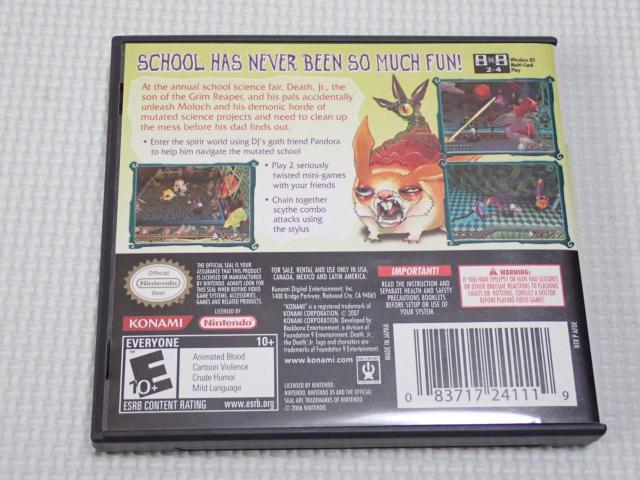 SCHOOL HAS NEVER BEEN SO MUCH FUN!
2-4
Wireless DS
Multi-Card
Play
At the annual school science fair, Death, Jr., the
son of the Grim Reaper, and his pals accidentally
unleash Moloch and his demonic horde of
mutated science projects and need to clean up
the mess before his dad finds out.
• Enter the spirit world using DJ's goth friend Pandora
to help him navigate the mutated school
• Play 2 seriously
twisted mini-games
with your friends
• Chain together
scythe combo
attacks using
the stylus
Official
Nintendo
Seal
THE OFFICIAL SEAL IS YOUR
ASSURANCE THAT THIS PRODUCT
IS LICENSED OR MANUFACTURED
BY NINTENDO. ALWAYS LOOK FOR
THIS SEAL WHEN BUYING VIDEO
GAME SYSTEMS, ACCESSORIES,
GAMES AND RELATED PRODUCTS.
LICENSED BY
KONAMI
Nintendo
EVERYONE 10+
E
10+
Animated Blood
Cartoon Violence
Crude Humor
Mild Language
ESRB CONTENT RATING www.esrb.org
FOR SALE, RENTAL AND USE ONLY IN USA,
CANADA, MEXICO AND LATIN AMERICA.
Konami Digital Entertainment, Inc.
1400 Bridge Parkway, Redwood City, CA 94065
"KONAMI" is a registered trademark of
KONAMI CORPORATION. © 2007
KONAMI CORPORATION. Developed by
Backbone Entertainment, a division of
Foundation 9 Entertainment. Death, Jr.,
the Death, Jr. logo and characters are
trademarks of Foundation 9 Entertainment
www.konami.com
LICENSED BY NINTENDO.
NINTENDO, NINTENDO DS AND THE OFFICIAL
SEAL ARE TRADEMARKS OF NINTENDO.
© 2006 NINTENDO.
MADE IN JAPAN
IMPORTANT!
READ THE INSTRUCTION AND
SEPARATE HEALTH AND SAFETY
PRECAUTIONS BOOKLETS
BEFORE USE OF
YOUR SYSTEM.
WARNING:
IF YOU HAVE EPILEPSY OR HAVE HAD SEIZURES
OR OTHER UNUSUAL REACTIONS TO FLASHING
LIGHTS OR PATTERNS, CONSULT A DOCTOR
BEFORE PLAYING VIDEO GAMES.
0 83717 24111 9